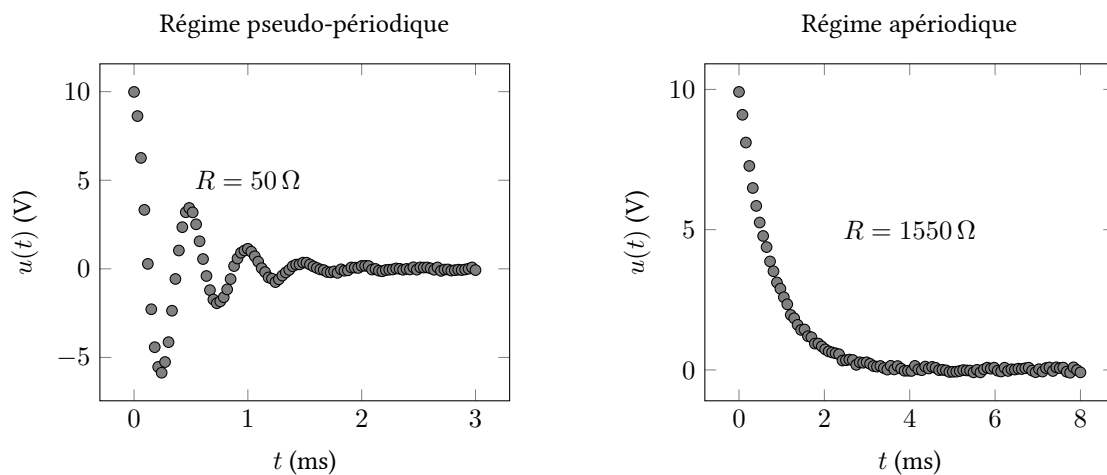 Régime pseudo-périodique
10
5
0
−5
u(t) (V)
R = 50 Ω
0 1 2 3
t (ms)
Régime apériodique
10
5
0
u(t) (V)
R = 1550 Ω
0 2 4 6 8
t (ms)